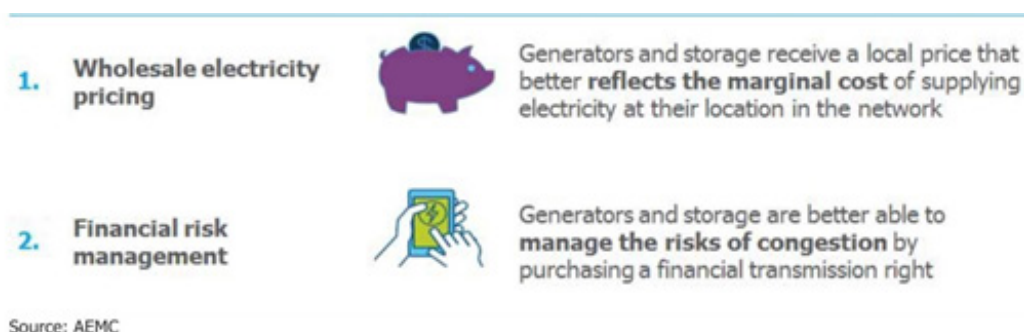 1. Wholesale electricity
pricing
Generators and storage receive a local price that
better reflects the marginal cost of supplying
electricity at their location in the network
2. Financial risk
management
Generators and storage are better able to
manage the risks of congestion by
purchasing a financial transmission right
Source: AEMC